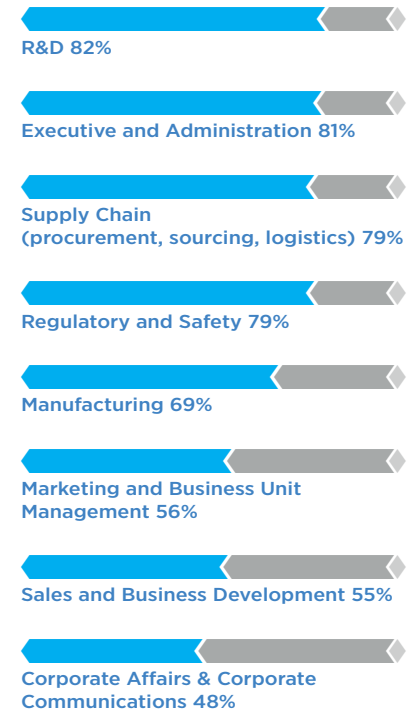 R&D 82%
Executive and Administration 81%
Supply Chain
(procurement, sourcing, logistics) 79%
Regulatory and Safety 79%
Manufacturing 69%
Marketing and Business Unit
Management 56%
Sales and Business Development 55%
Corporate Affairs & Corporate
Communications 48%